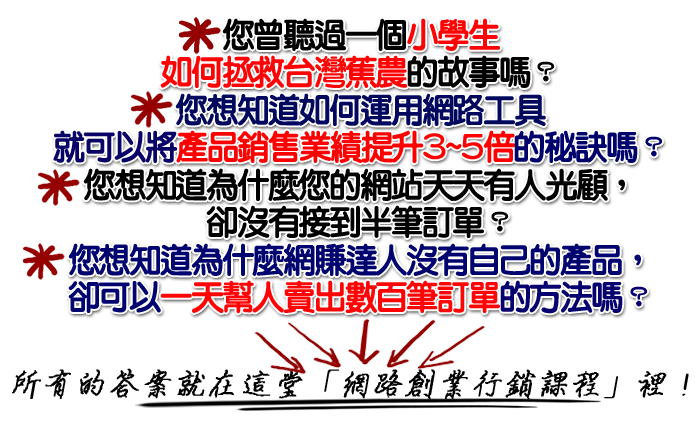 ＊您曾聽過一個小學生
如何拯救台灣蕉農的故事嗎？
＊您想知道如何運用網路工具
就可以將產品銷售業績提升3~5倍的秘訣嗎？
＊您想知道為什麼您的網站天天有人光顧，
卻沒有接到半筆訂單？
＊您想知道為什麼網賺達人沒有自己的產品，
卻可以一天幫人賣出數百筆訂單的方法嗎？
所有的答案就在這堂「網路創業行銷課程」裡！